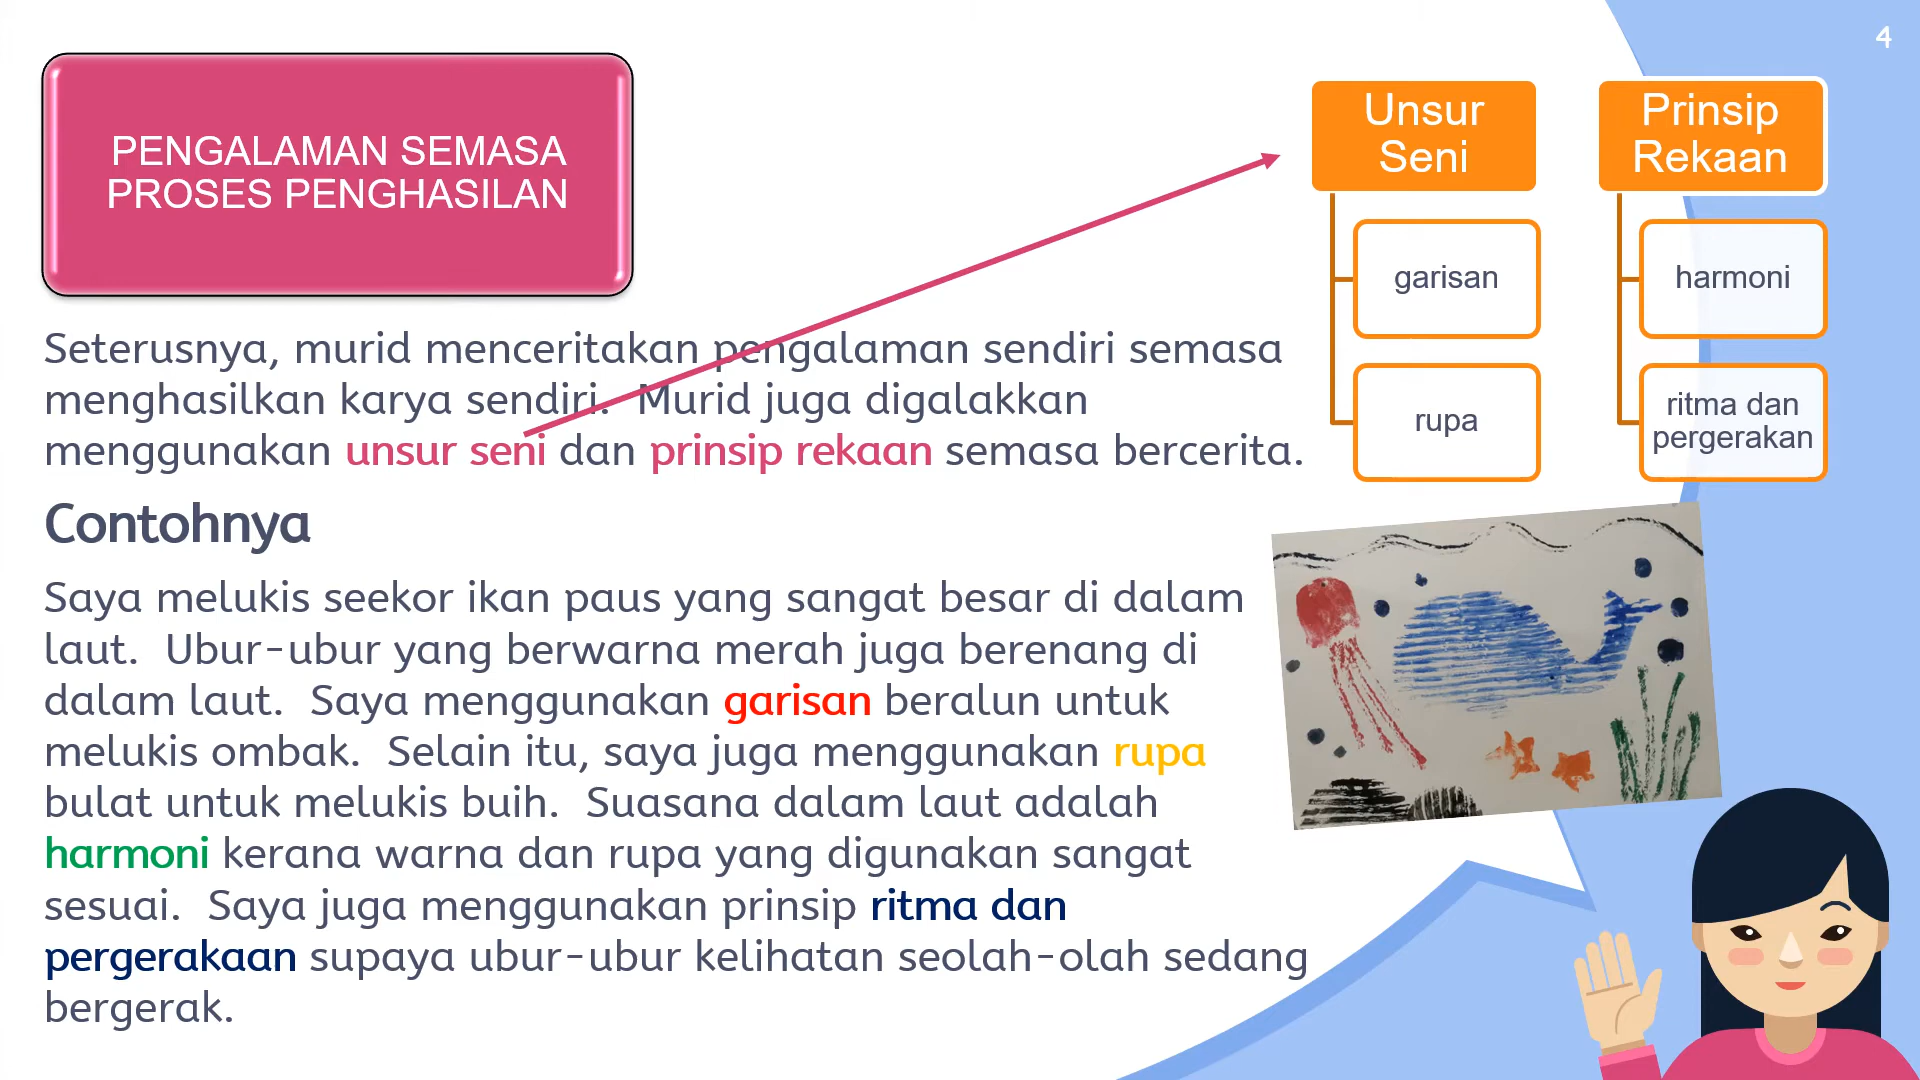 4
PENGALAMAN SEMASA
PROSES PENGHASILAN
Unsur
Seni
garisan
rupa
Prinsip
Rekaan
harmoni
ritma dan
pergerakan
Seterusnya, murid menceritakan pengalaman sendiri semasa
menghasilkan karya sendiri.  Murid juga digalakkan
menggunakan unsur seni dan prinsip rekaan semasa bercerita.
Contohnya
Saya melukis seekor ikan paus yang sangat besar di dalam
laut.  Ubur-ubur yang berwarna merah juga berenang di
dalam laut.  Saya menggunakan garisan beralun untuk
melukis ombak.  Selain itu, saya juga menggunakan rupa
bulat untuk melukis buih.  Suasana dalam laut adalah
harmoni kerana warna dan rupa yang digunakan sangat
sesuai.  Saya juga menggunakan prinsip ritma dan
pergerakaan supaya ubur-ubur kelihatan seolah-olah sedang
bergerak.